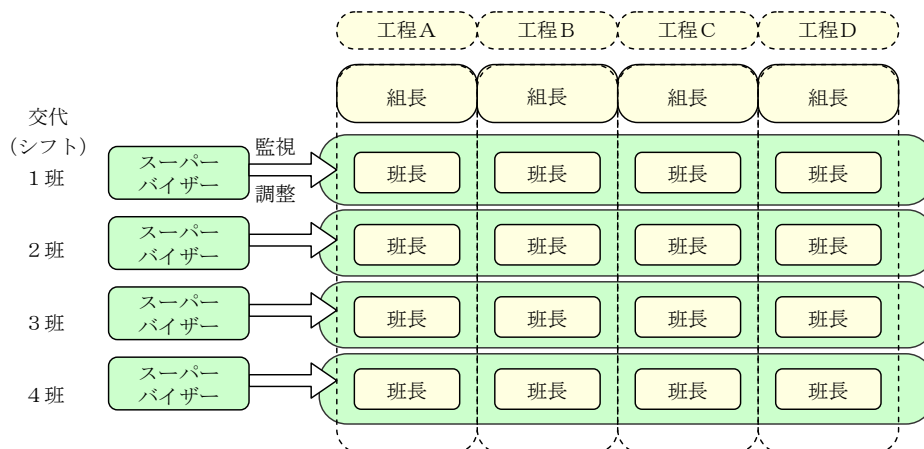 工程A 工程B 工程C 工程D
組長 組長 組長 組長
交代
(シフト)
監視
調整
1班
スーパー
バイザー
班長 班長 班長 班長
2班
スーパー
バイザー
班長 班長 班長 班長
3班
スーパー
バイザー
班長 班長 班長 班長
4班
スーパー
バイザー
班長 班長 班長 班長